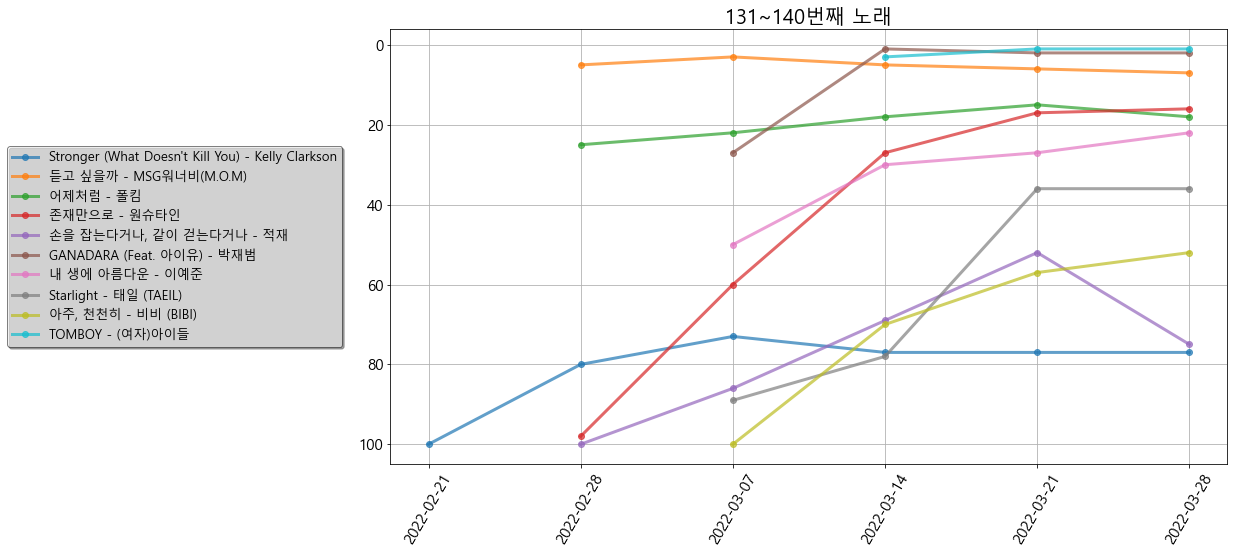 131~140번째 노래
0
20
40
60
80
100
Stronger (What Doesn't Kill You) - Kelly Clarkson
듣고 싶을까 - MSG워너비(M.O.M)
어제처럼 - 폴킴
존재만으로 - 원슈타인
손을 잡는다거나, 같이 걷는다거나 - 적재
GANADARA (Feat. 아이유) - 박재범
내 생에 아름다운 - 이예준
Starlight - 태일 (TAEIL)
아주, 천천히 - 비비 (BIBI)
TOMBOY - (여자)아이들
2022-02-21
2022-02-28
2022-03-07
2022-03-14
2022-03-21
2022-03-28